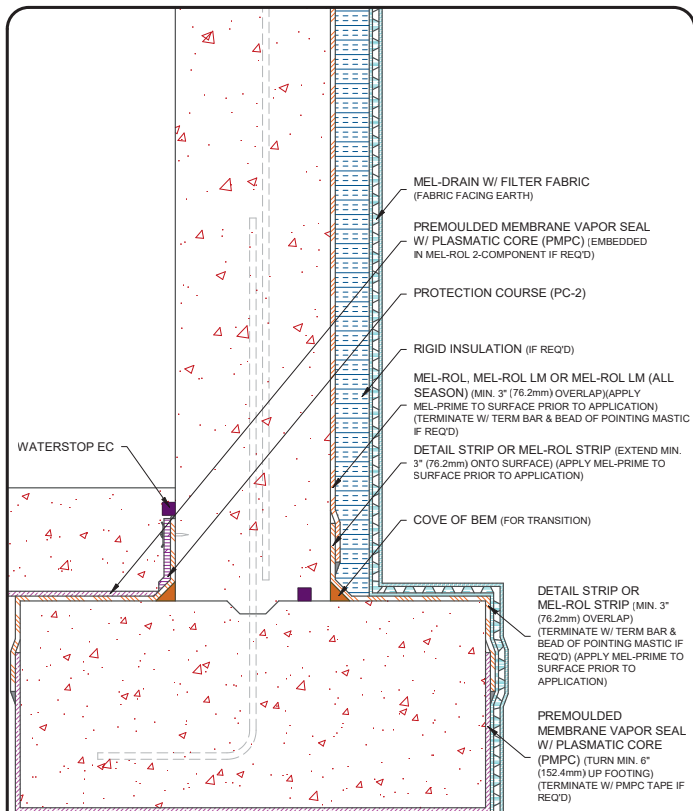 MEL-DRAIN W/ FILTER FABRIC
(FABRIC FACING EARTH)
PREMOULDED MEMBRANE VAPOR SEAL
W/ PLASMATIC CORE (PMPC) (EMBEDDED
IN MEL-ROL 2-COMPONENT IF REQ'D)
PROTECTION COURSE (PC-2)
RIGID INSULATION (IF REQ'D)
MEL-ROL, MEL-ROL LM OR MEL-ROL LM (ALL
SEASON) (MIN. 3" (76.2mm) OVERLAP)(APPLY
MEL-PRIME TO SURFACE PRIOR TO APPLICATION)
(TERMINATE W/ TERM BAR & BEAD OF POINTING MASTIC
IF REQ'D)
WATERSTOP EC
DETAIL STRIP OR MEL-ROL STRIP (EXTEND MIN.
3" (76.2mm) ONTO SURFACE) (APPLY MEL-PRIME TO
SURFACE PRIOR TO APPLICATION)
COVE OF BEM (FOR TRANSITION)
DETAIL STRIP OR
MEL-ROL STRIP (MIN. 3"
(76.2mm) OVERLAP)
(TERMINATE W/ TERM BAR &
BEAD OF POINTING MASTIC IF
REQ'D) (APPLY MEL-PRIME TO
SURFACE PRIOR TO
APPLICATION)
PREMOULDED
MEMBRANE VAPOR SEAL
W/ PLASMATIC CORE
(PMPC) (TURN MIN. 6"
(152.4mm) UP FOOTING)
(TERMINATE W/ PMPC TAPE IF
REQ'D)